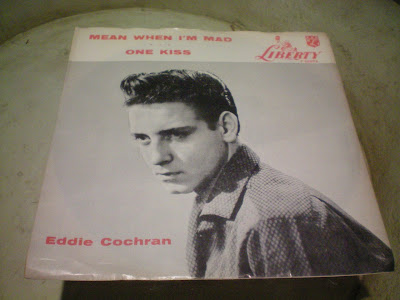 MEAN WHEN I'M MAD
ONE KISS
LIBERTY
Eddie Cochran